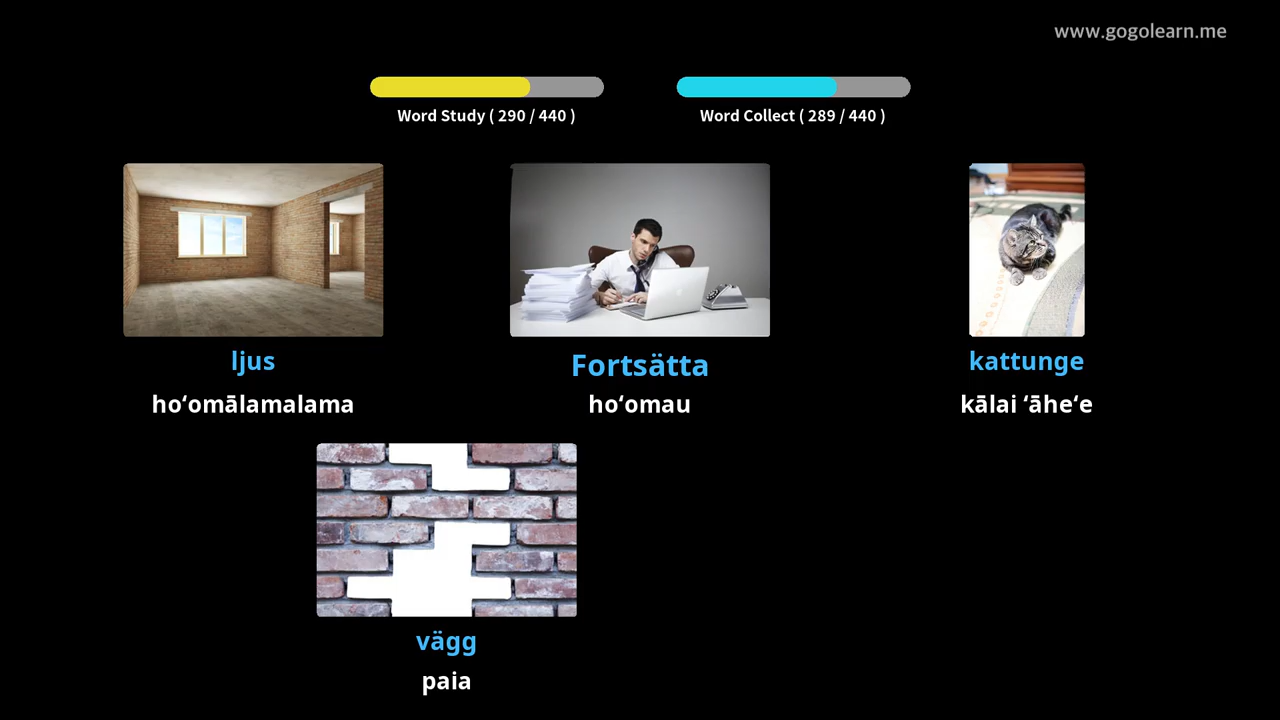 www.gogolearn.me
Word Study ( 290 / 440 )
Word Collect ( 289 / 440 )
ljus
hoʻomālamalama
Fortsätta
hoʻomau
kattunge
kālai ʻāheʻe
vägg
paia